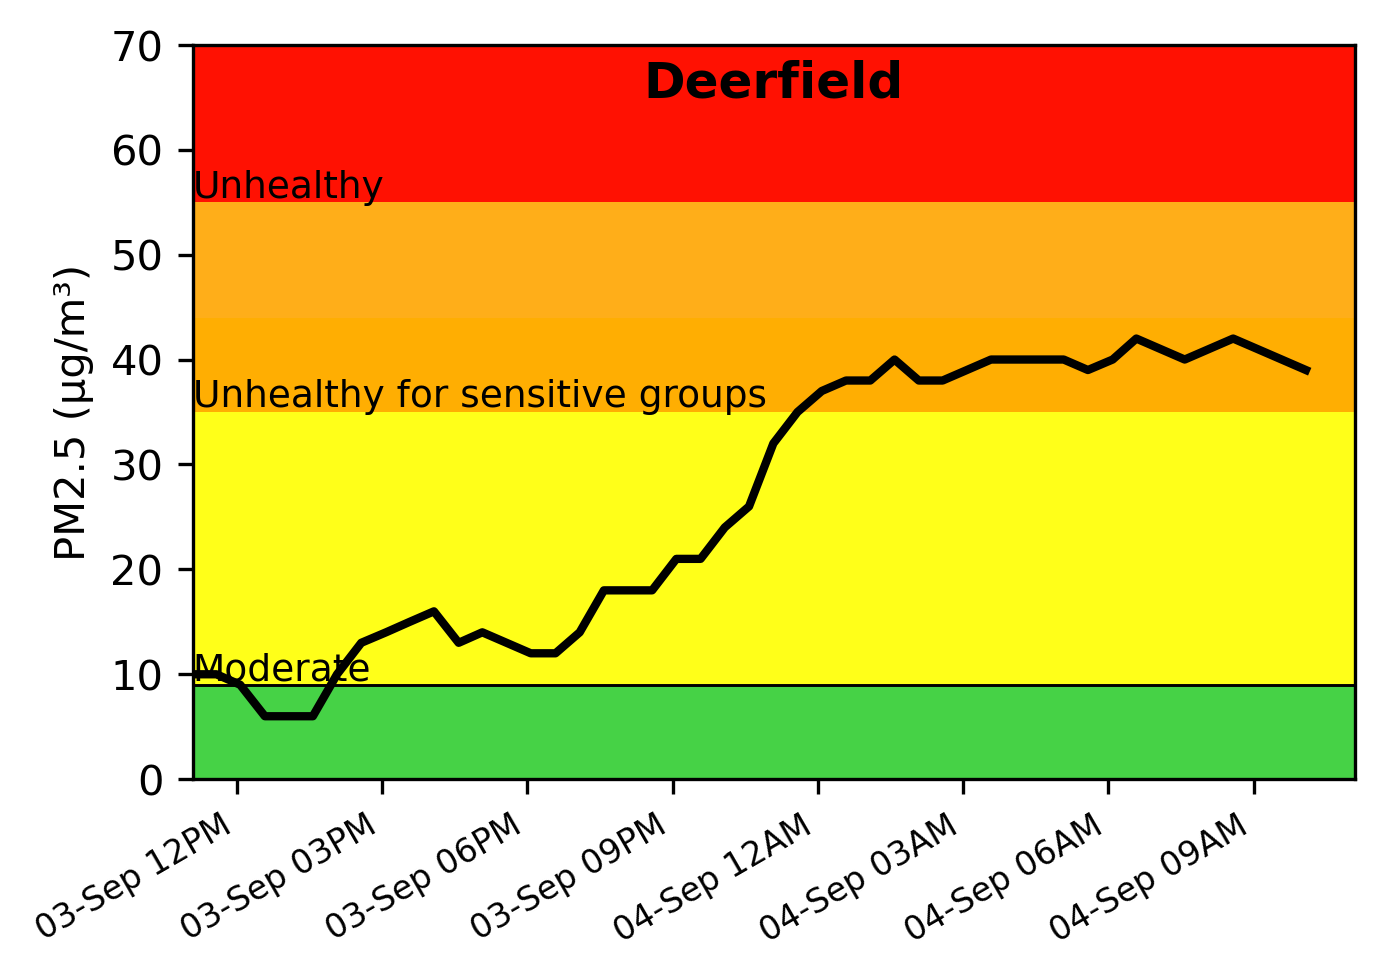 Deerfield
70
60
50
40
30
20
10
0
PM2.5 (µg/m³)
Unhealthy
Unhealthy for sensitive groups
Moderate
03-Sep 12PM
03-Sep 03PM
03-Sep 06PM
03-Sep 09PM
04-Sep 12AM
04-Sep 03AM
04-Sep 06AM
04-Sep 09AM